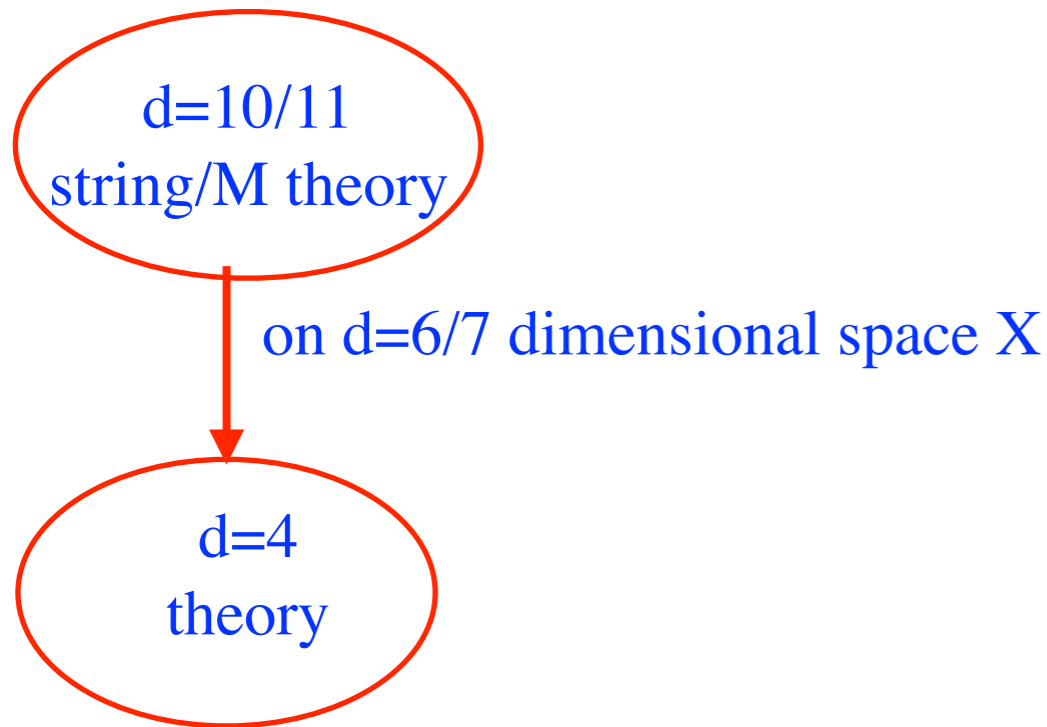 d=10/11
string/M theory
on d=6/7 dimensional space X
d=4
theory